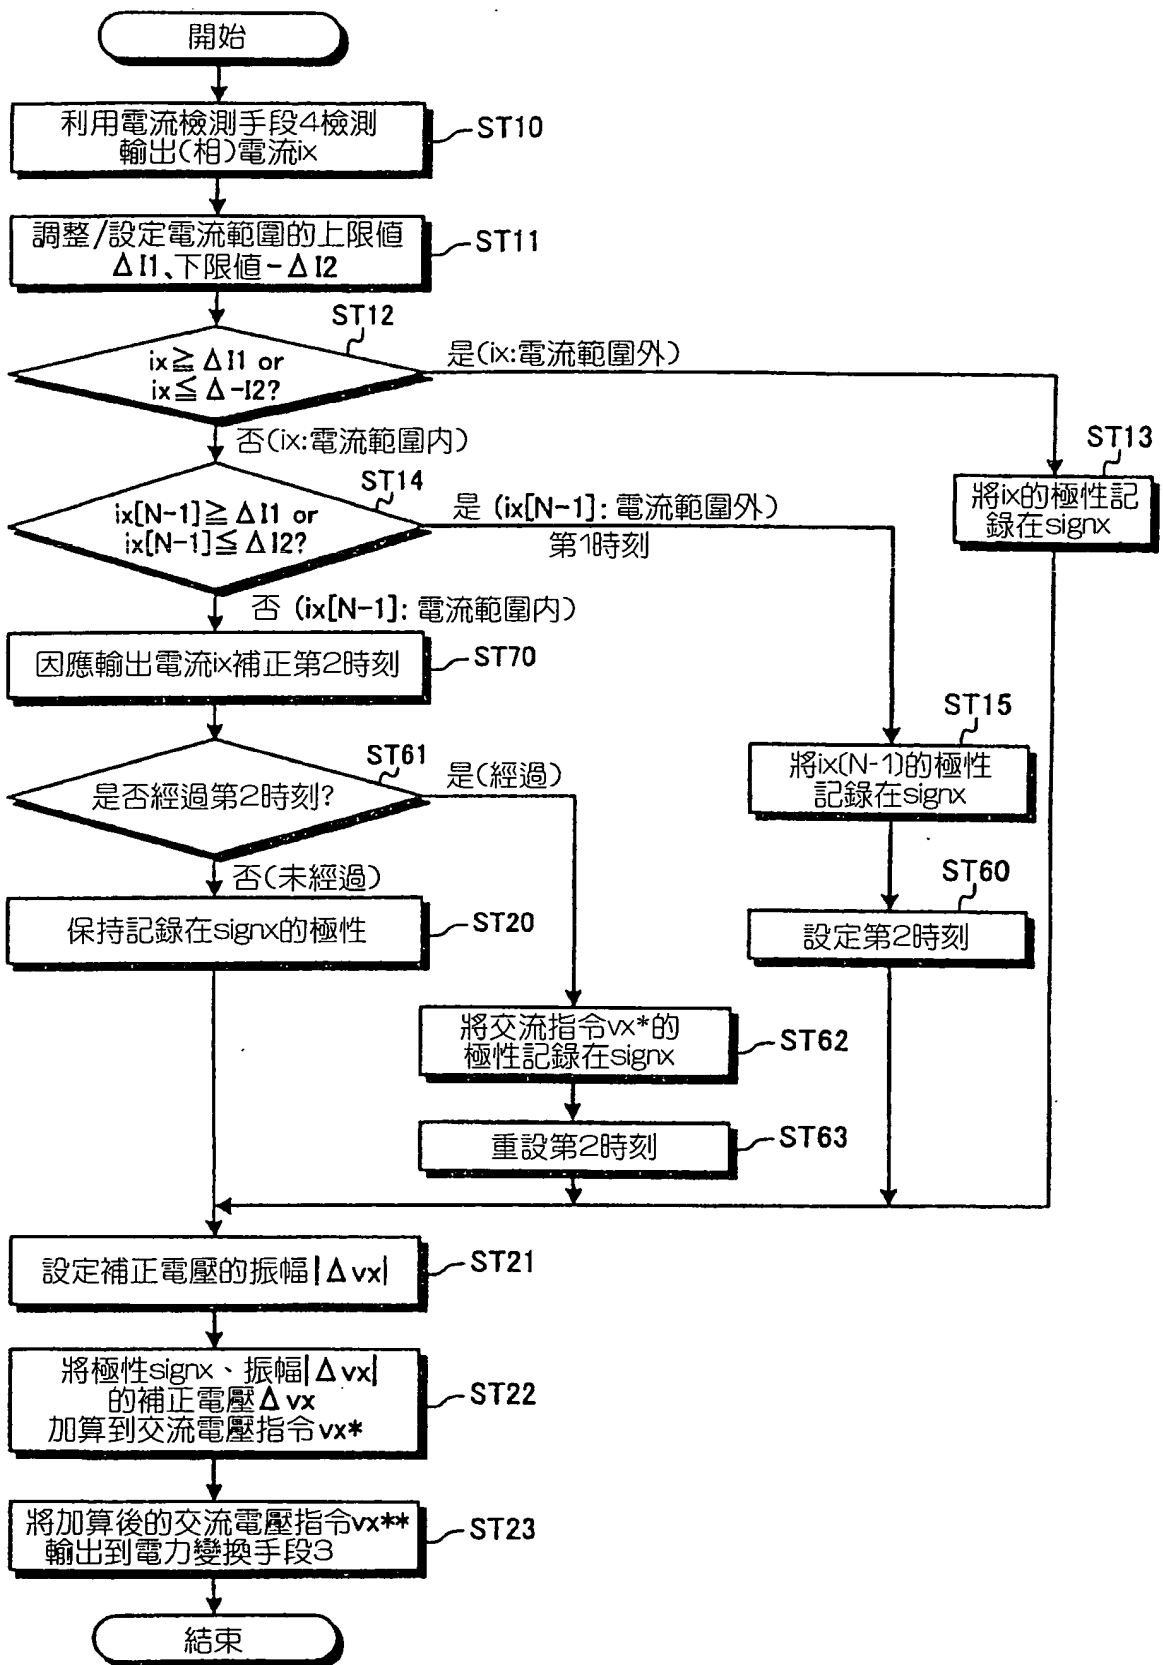 開始
利用電流檢測手段4檢測
輸出(相)電流ix
ST10
調整/設定電流範圍的上限值
ΔI1、下限值-ΔI2
ST11
ST12
ix≧ΔI1 or
ix≦Δ-I2?
是(ix:電流範圍外)
否(ix:電流範圍内)
ST13
將ix的極性記
錄在signx
ST14
ix[N-1]≧ΔI1 or
ix[N-1]≦ΔI2?
是 (ix[N-1]: 電流範圍外)
第1時刻
否 (ix[N-1]: 電流範圍内)
因應輸出電流ix補正第2時刻
ST70
ST15
將ix(N-1)的極性
記錄在signx
ST61
是否經過第2時刻?
是(經過)
否(未經過)
ST60
設定第2時刻
保持記錄在signx的極性
ST20
將交流指令vx*的
極性記錄在signx
ST62
重設第2時刻
ST63
設定補正電壓的振幅|Δvx|
ST21
將極性signx、振幅|Δvx|
的補正電壓Δvx
加算到交流電壓指令vx*
ST22
將加算後的交流電壓指令vx**
輸出到電力變換手段3
ST23
結束